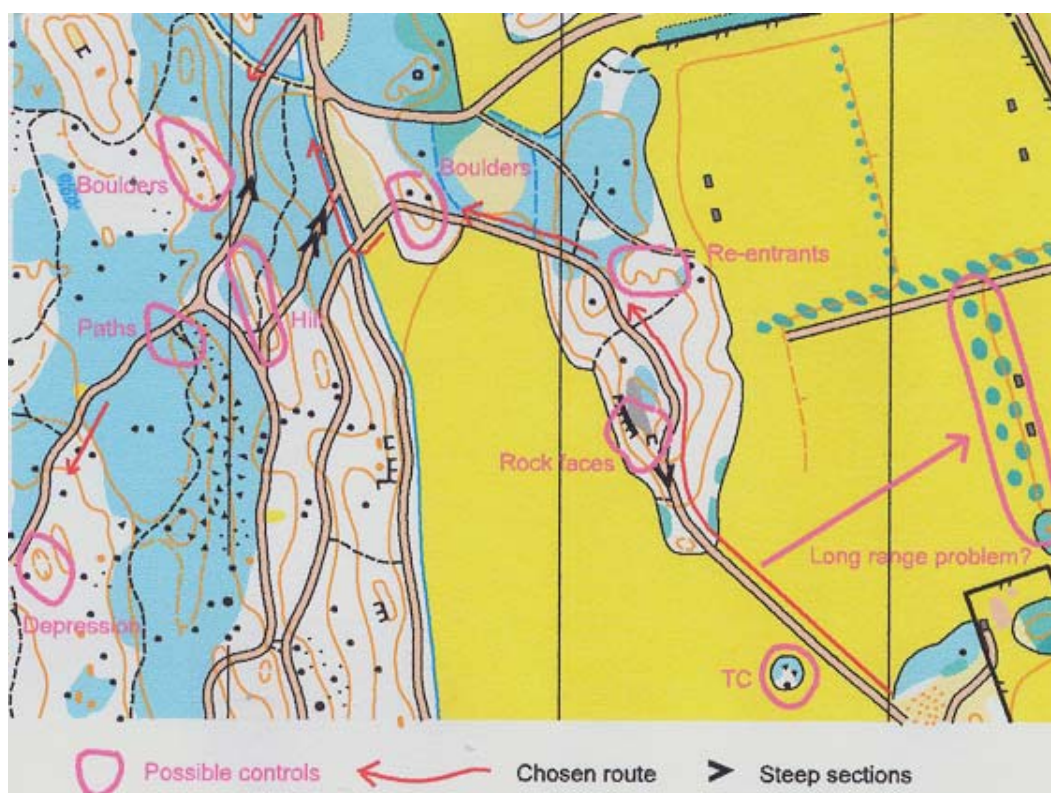 Boulders
Boulders
Re-entrants
Paths
Hill
Rock faces
Long range problem?
Depression
TC
Possible controls
Chosen route
Steep sections